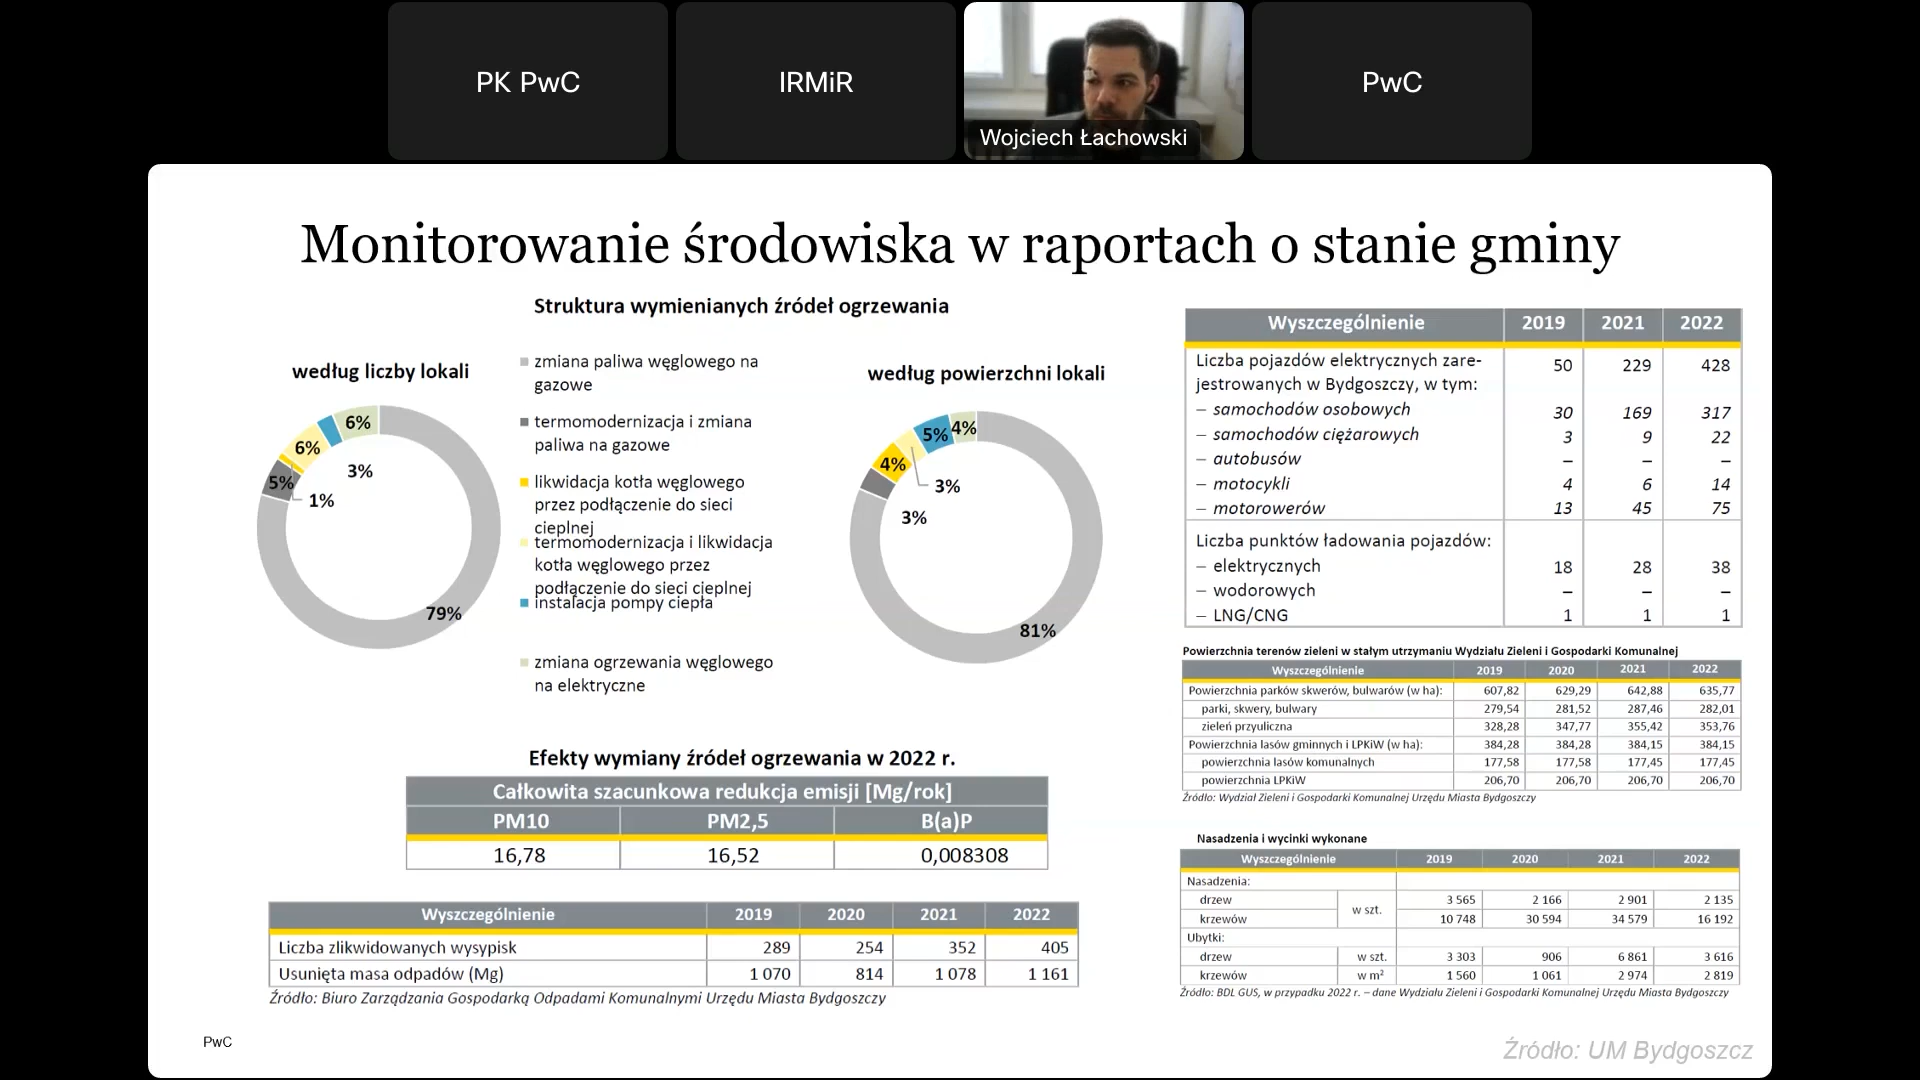 PK PwC
IRMiR
Wojciech Łachowski
PwC
Monitorowanie środowiska w raportach o stanie gminy
Struktura wymienianych źródeł ogrzewania
według liczby lokali
6%
6%
3%
5%
1%
79%
zmiana paliwa węglowego na
gazowe
termomodernizacja i zmiana
paliwa na gazowe
likwidacja kotła węglowego
przez podłączenie do sieci
cieplnej
termomodernizacja i likwidacja
kotła węglowego przez
podłączenie do sieci cieplnej
instalacja pompy ciepła
zmiana ogrzewania węglowego
na elektryczne
według powierzchni lokali
5%
4%
4%
3%
3%
81%
Efekty wymiany źródeł ogrzewania w 2022 r.
Całkowita szacunkowa redukcja emisji [Mg/rok]
PM10 PM2,5 B(a)P
16,78 16,52 0,008308
Wyszczególnienie 2019 2020 2021 2022
Liczba zlikwidowanych wysypisk 289 254 352 405
Usunięta masa odpadów (Mg) 1 070 814 1 078 1 161
Źródło: Biuro Zarządzania Gospodarką Odpadami Komunalnymi Urzędu Miasta Bydgoszczy
Wyszczególnienie 2019 2021 2022
Liczba pojazdów elektrycznych zare- 50 229 428
jestrowanych w Bydgoszczy, w tym:
– samochodów osobowych 30 169 317
– samochodów ciężarowych 3 9 22
– autobusów – – –
– motocykli 4 6 14
– motorowerów 13 45 75
Liczba punktów ładowania pojazdów:
– elektrycznych 18 28 38
– wodorowych – – –
– LNG/CNG 1 1 1
Powierzchnia terenów zieleni w stałym utrzymaniu Wydziału Zieleni i Gospodarki Komunalnej
Wyszczególnienie 2019 2020 2021 2022
Powierzchnia parków skwerów, bulwarów (w ha): 607,82 629,29 642,88 635,77
parki, skwery, bulwary 279,54 281,52 287,46 282,01
zieleń przyuliczna 328,28 347,77 355,42 353,76
Powierzchnia lasów gminnych i LPKiW (w ha): 384,28 384,28 384,15 384,15
powierzchnia lasów komunalnych 177,58 177,58 177,45 177,45
powierzchnia LPKiW 206,70 206,70 206,70 206,70
Źródło: Wydział Zieleni i Gospodarki Komunalnej Urzędu Miasta Bydgoszczy
Nasadzenia i wycinki wykonane
Wyszczególnienie 2019 2020 2021 2022
Nasadzenia:
drzew w szt. 3 565 2 166 2 901 2 135
krzewów 10 748 30 594 34 579 16 192
Ubytki:
drzew w szt. 3 303 906 6 861 3 616
krzewów w m² 1 560 1 061 2 974 2 819
Źródło: BDL GUS, w przypadku 2022 r. – dane Wydziału Zieleni i Gospodarki Komunalnej Urzędu Miasta Bydgoszczy
PwC
Źródło: UM Bydgoszcz